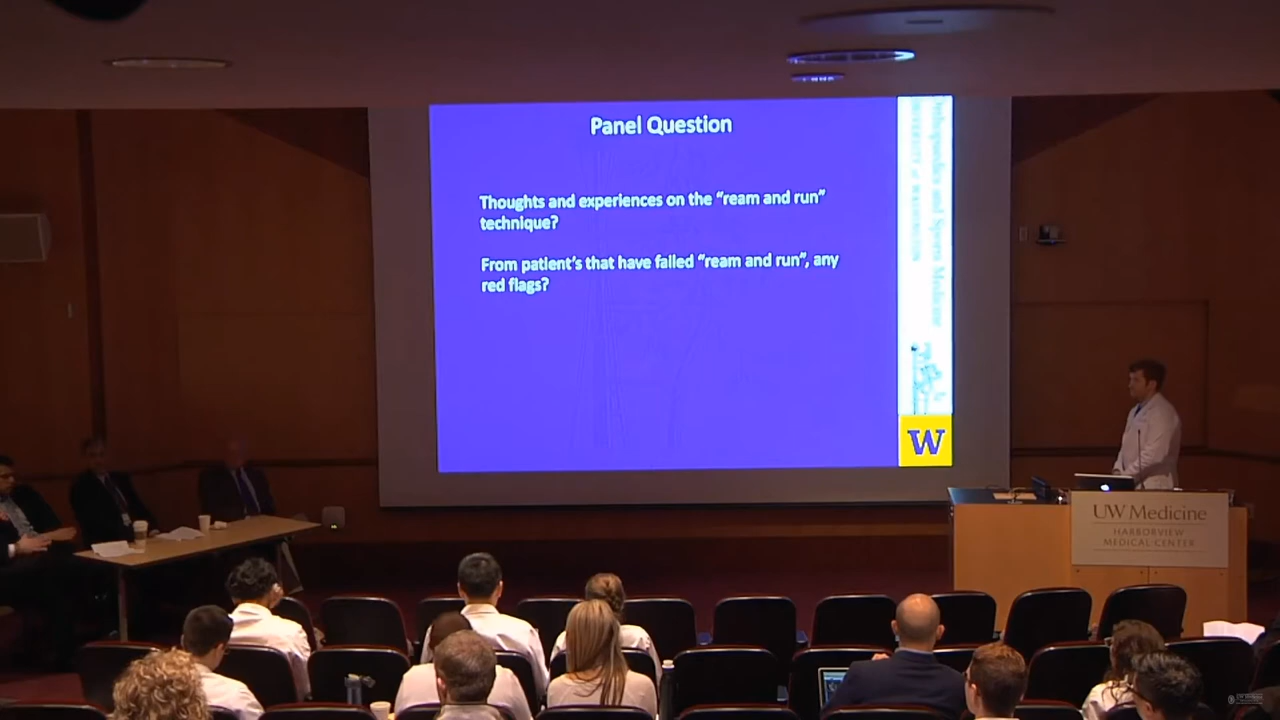 Panel Question
Thoughts and experiences on the “ream and run”
technique?
From patient’s that have failed “ream and run”, any
red flags?
W
UW Medicine
HARBORVIEW
MEDICAL CENTER